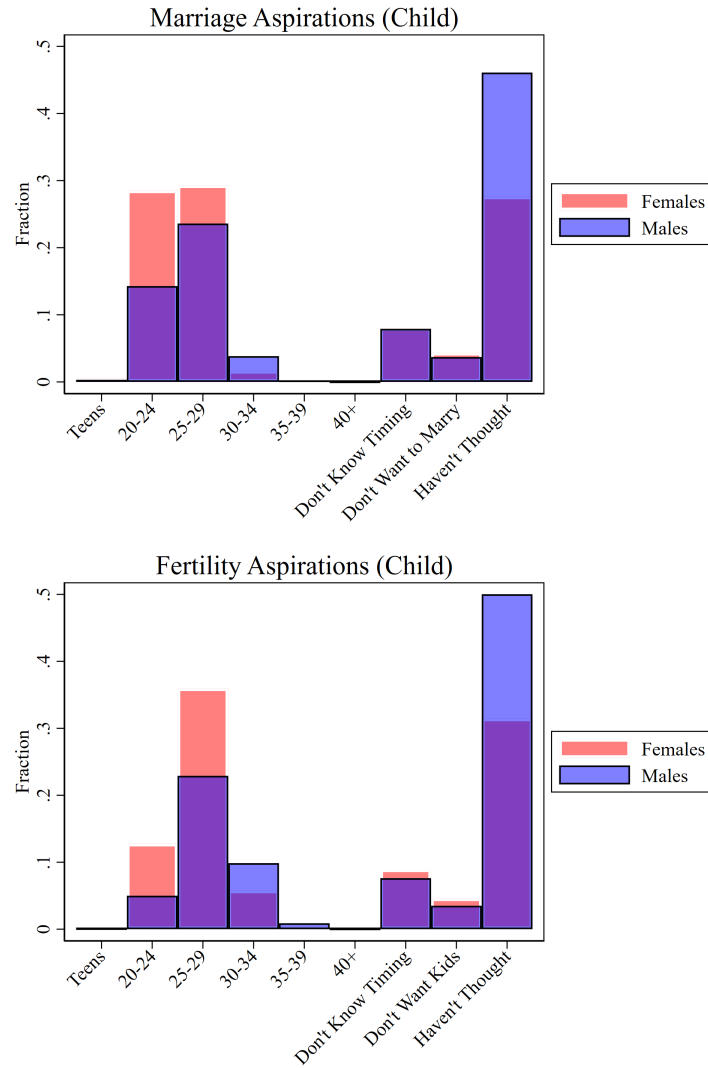 Marriage Aspirations (Child)
Fraction
.5
.4
.3
.2
.1
0
Teens
20-24
25-29
30-34
35-39
40+
Don't Know Timing
Don't Want to Marry
Haven't Thought
Females
Males
Fertility Aspirations (Child)
Fraction
.5
.4
.3
.2
.1
0
Teens
20-24
25-29
30-34
35-39
40+
Don't Know Timing
Don't Want Kids
Haven't Thought
Females
Males